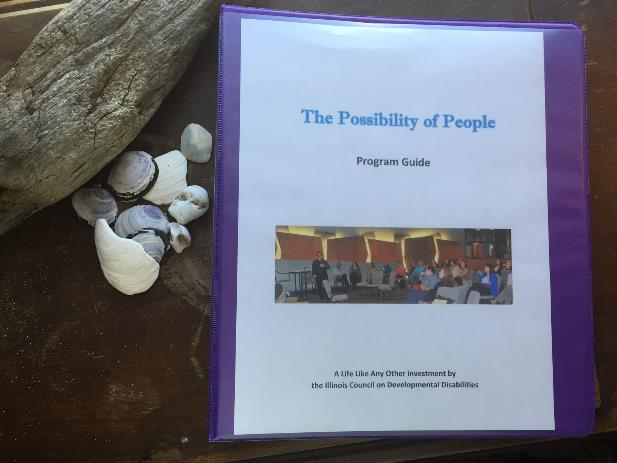 The Possibility of People
Program Guide
A Life Like Any Other investment by
the Illinois Council on Developmental Disabilities